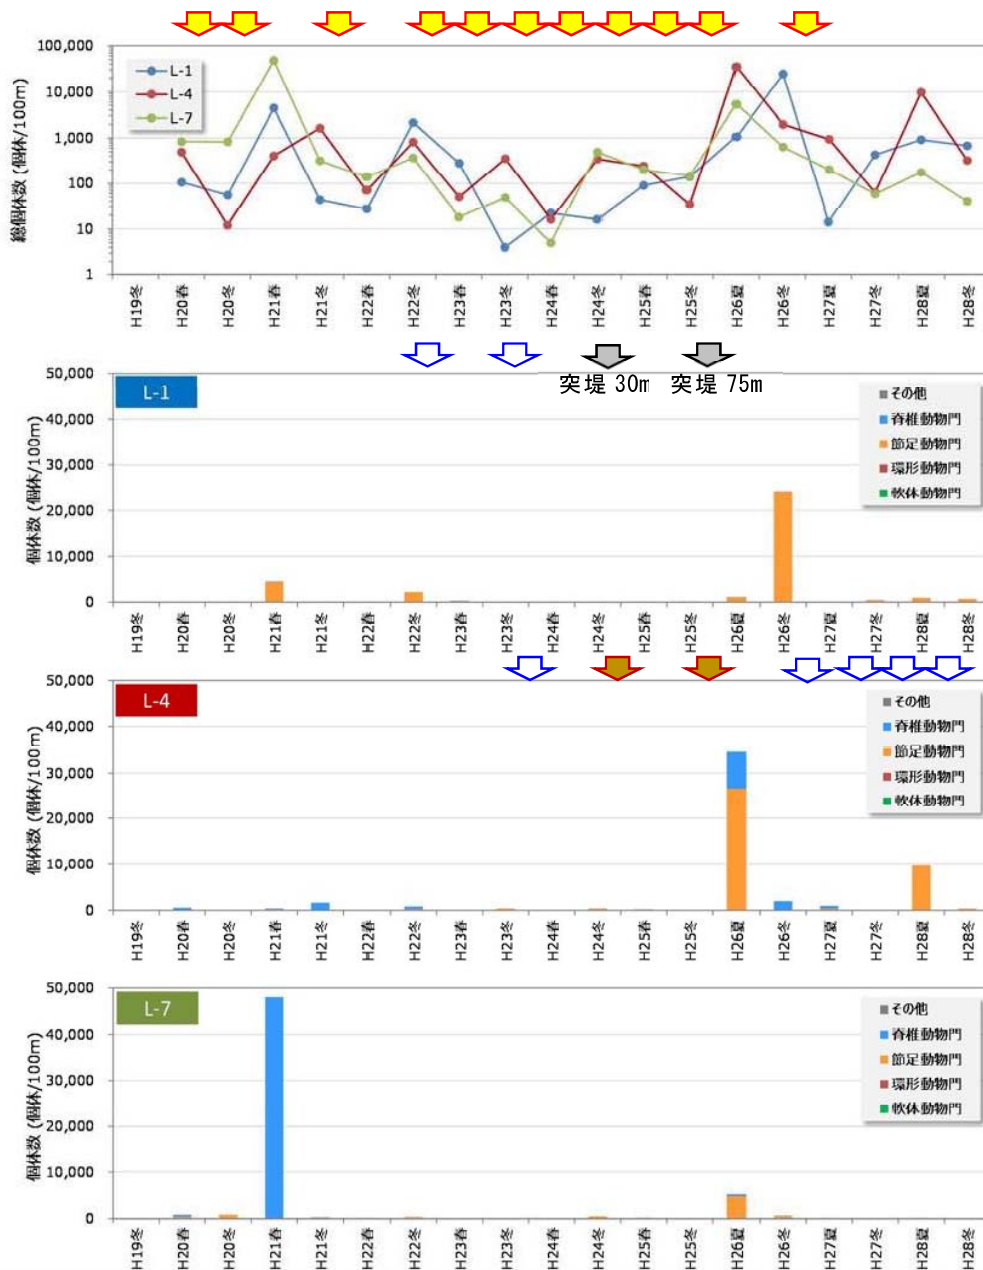 100,000
10,000
1,000
100
10
1
総個体数 (個体/100m)
L-1
L-4
L-7
H19冬 H20春 H20冬 H21春 H21冬 H22春 H22冬 H23春 H23冬 H24春 H24冬 H25春 H25冬 H26夏 H26冬 H27夏 H27冬 H28夏 H28冬
突堤 30m 突堤 75m
L-1
50,000
40,000
30,000
20,000
10,000
0
個体数 (個体/100m)
その他
脊椎動物門
節足動物門
環形動物門
軟体動物門
H19冬 H20春 H20冬 H21春 H21冬 H22春 H22冬 H23春 H23冬 H24春 H24冬 H25春 H25冬 H26夏 H26冬 H27夏 H27冬 H28夏 H28冬
L-4
50,000
40,000
30,000
20,000
10,000
0
個体数 (個体/100m)
その他
脊椎動物門
節足動物門
環形動物門
軟体動物門
H19冬 H20春 H20冬 H21春 H21冬 H22春 H22冬 H23春 H23冬 H24春 H24冬 H25春 H25冬 H26夏 H26冬 H27夏 H27冬 H28夏 H28冬
L-7
50,000
40,000
30,000
20,000
10,000
0
個体数 (個体/100m)
その他
脊椎動物門
節足動物門
環形動物門
軟体動物門
H19冬 H20春 H20冬 H21春 H21冬 H22春 H22冬 H23春 H23冬 H24春 H24冬 H25春 H25冬 H26夏 H26冬 H27夏 H27冬 H28夏 H28冬